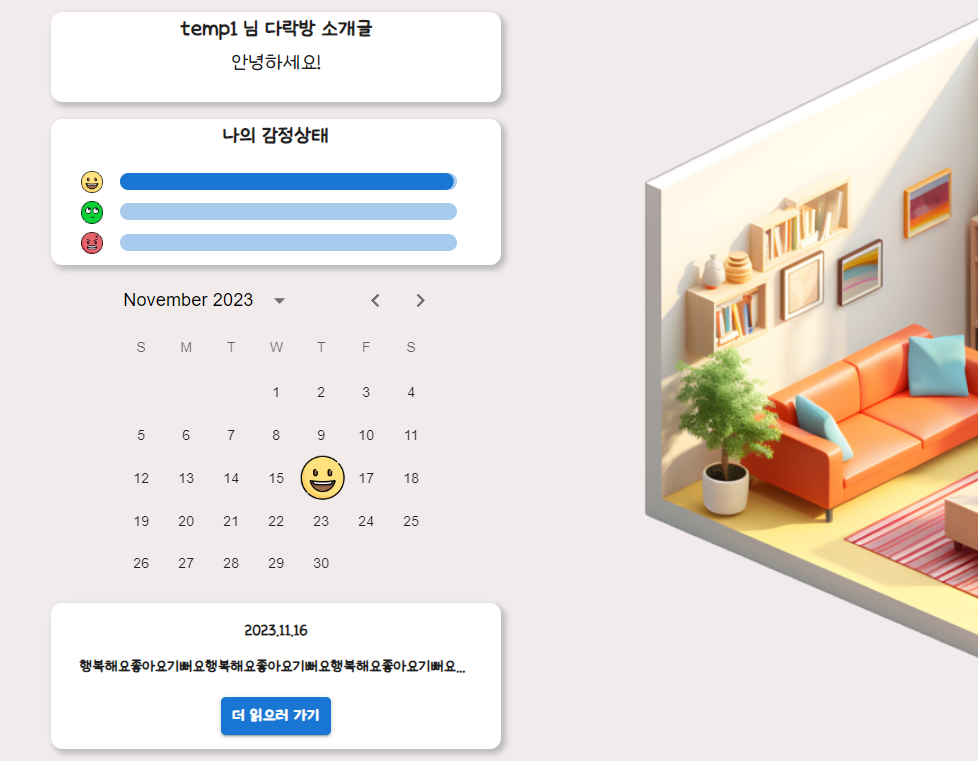 temp1 님 다락방 소개글
안녕하세요!
나의 감정상태
November 2023
S M T W T F S
1 2 3 4
5 6 7 8 9 10 11
12 13 14 15 17 18
19 20 21 22 23 24 25
26 27 28 29 30
2023.11.16
행복해요좋아요기뻐요행복해요좋아요기뻐요행복해요좋아요기뻐요...
더 읽으러 가기